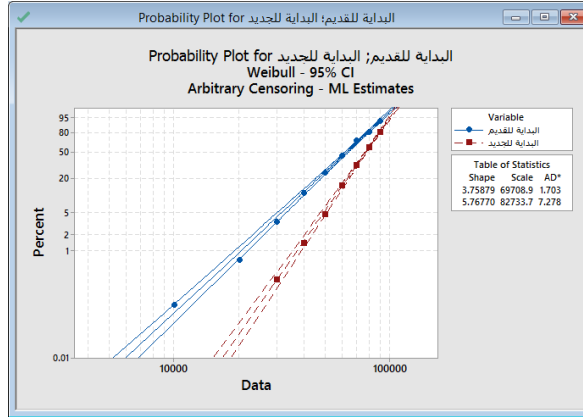 Probability Plot for البداية للقديم؛ البداية للجديد
Probability Plot for البداية للقديم; البداية للجديد
Weibull - 95% CI
Arbitrary Censoring - ML Estimates
Percent
95
80
50
20
5
2
1
0.01
10000
100000
Data
Variable
البداية للقديم
البداية للجديد
Table of Statistics
Shape Scale AD*
3.75879 69708.9 1.703
5.76770 82733.7 7.278